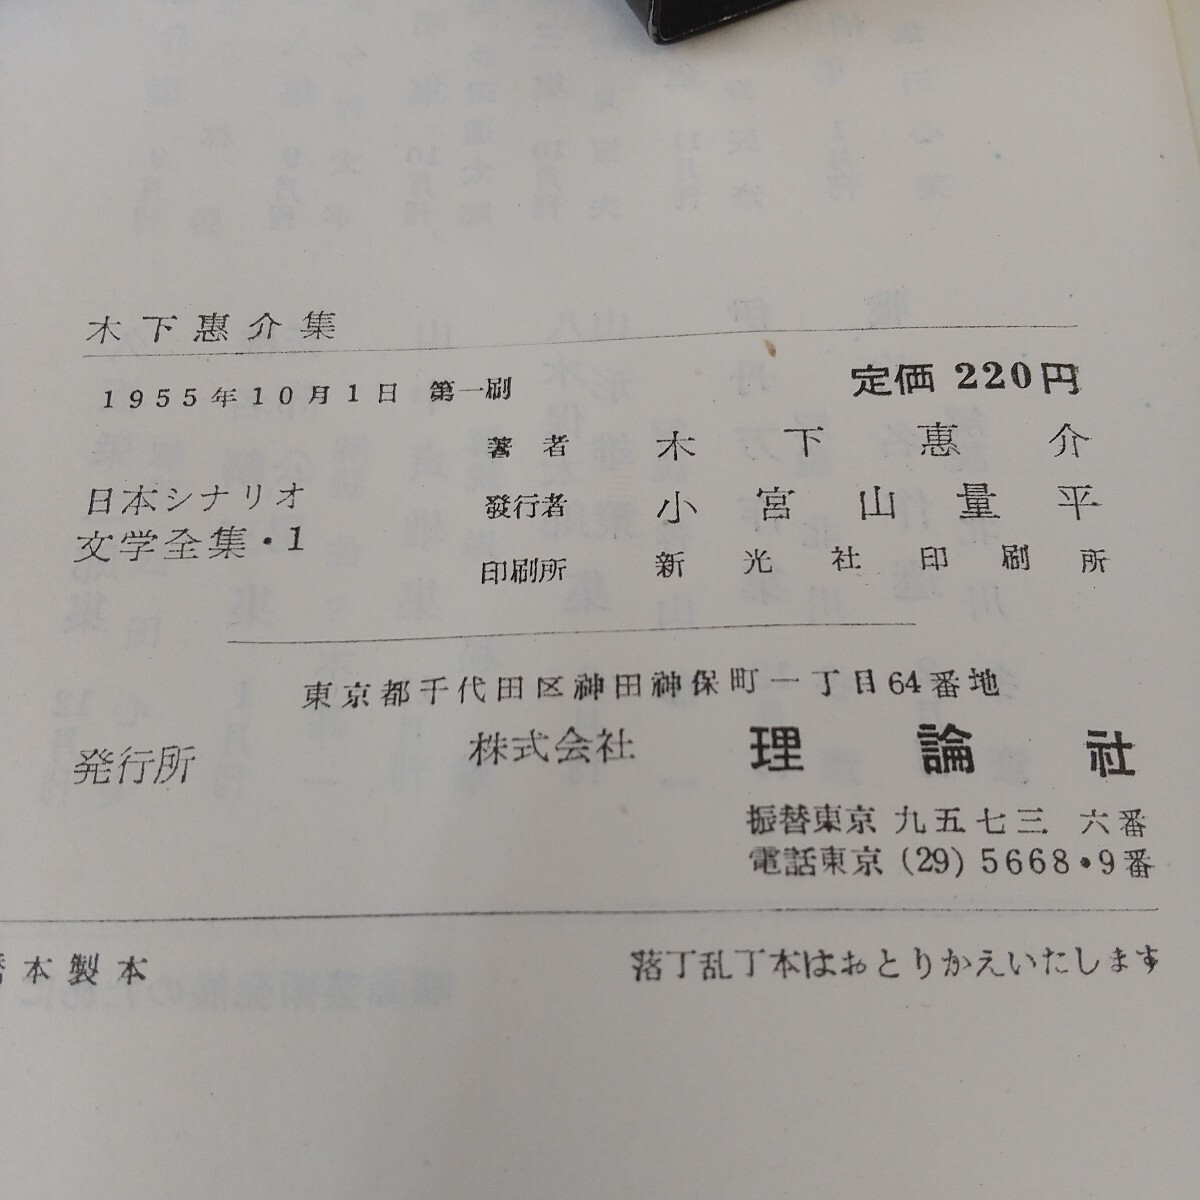 木下惠介集
1955年10月1日 第一刷
定価 220円
著者 木下惠介
日本シナリオ
文学全集・1
發行者 小宮山量平
印刷所 新光社印刷所
東京都千代田区神田神保町一丁目64番地
発行所 株式会社 理論社
振替東京 九五七三六番
電話東京 (29) 5668・9番
本製本
落丁乱丁本はおとりかえいたします